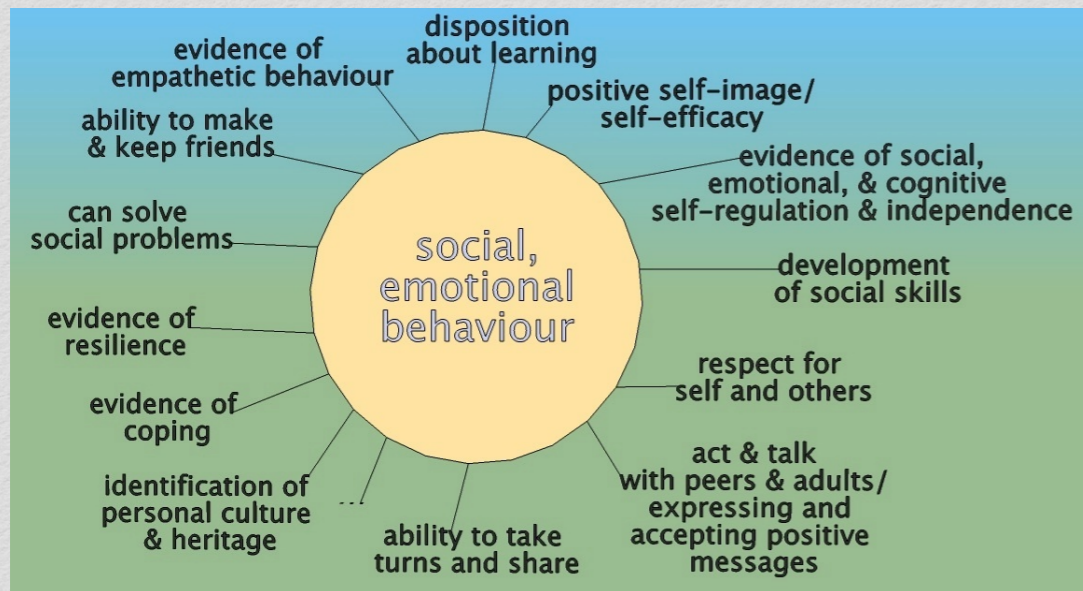 disposition
about learning
evidence of
empathetic behaviour
positive self-image/
self-efficacy
ability to make
& keep friends
evidence of social,
emotional, & cognitive
self-regulation & independence
can solve
social problems
social,
emotional
behaviour
development
of social skills
evidence of
resilience
respect for
self and others
evidence of
coping
act & talk
with peers & adults/
expressing and
accepting positive
messages
identification of
personal culture
& heritage
...
ability to take
turns and share